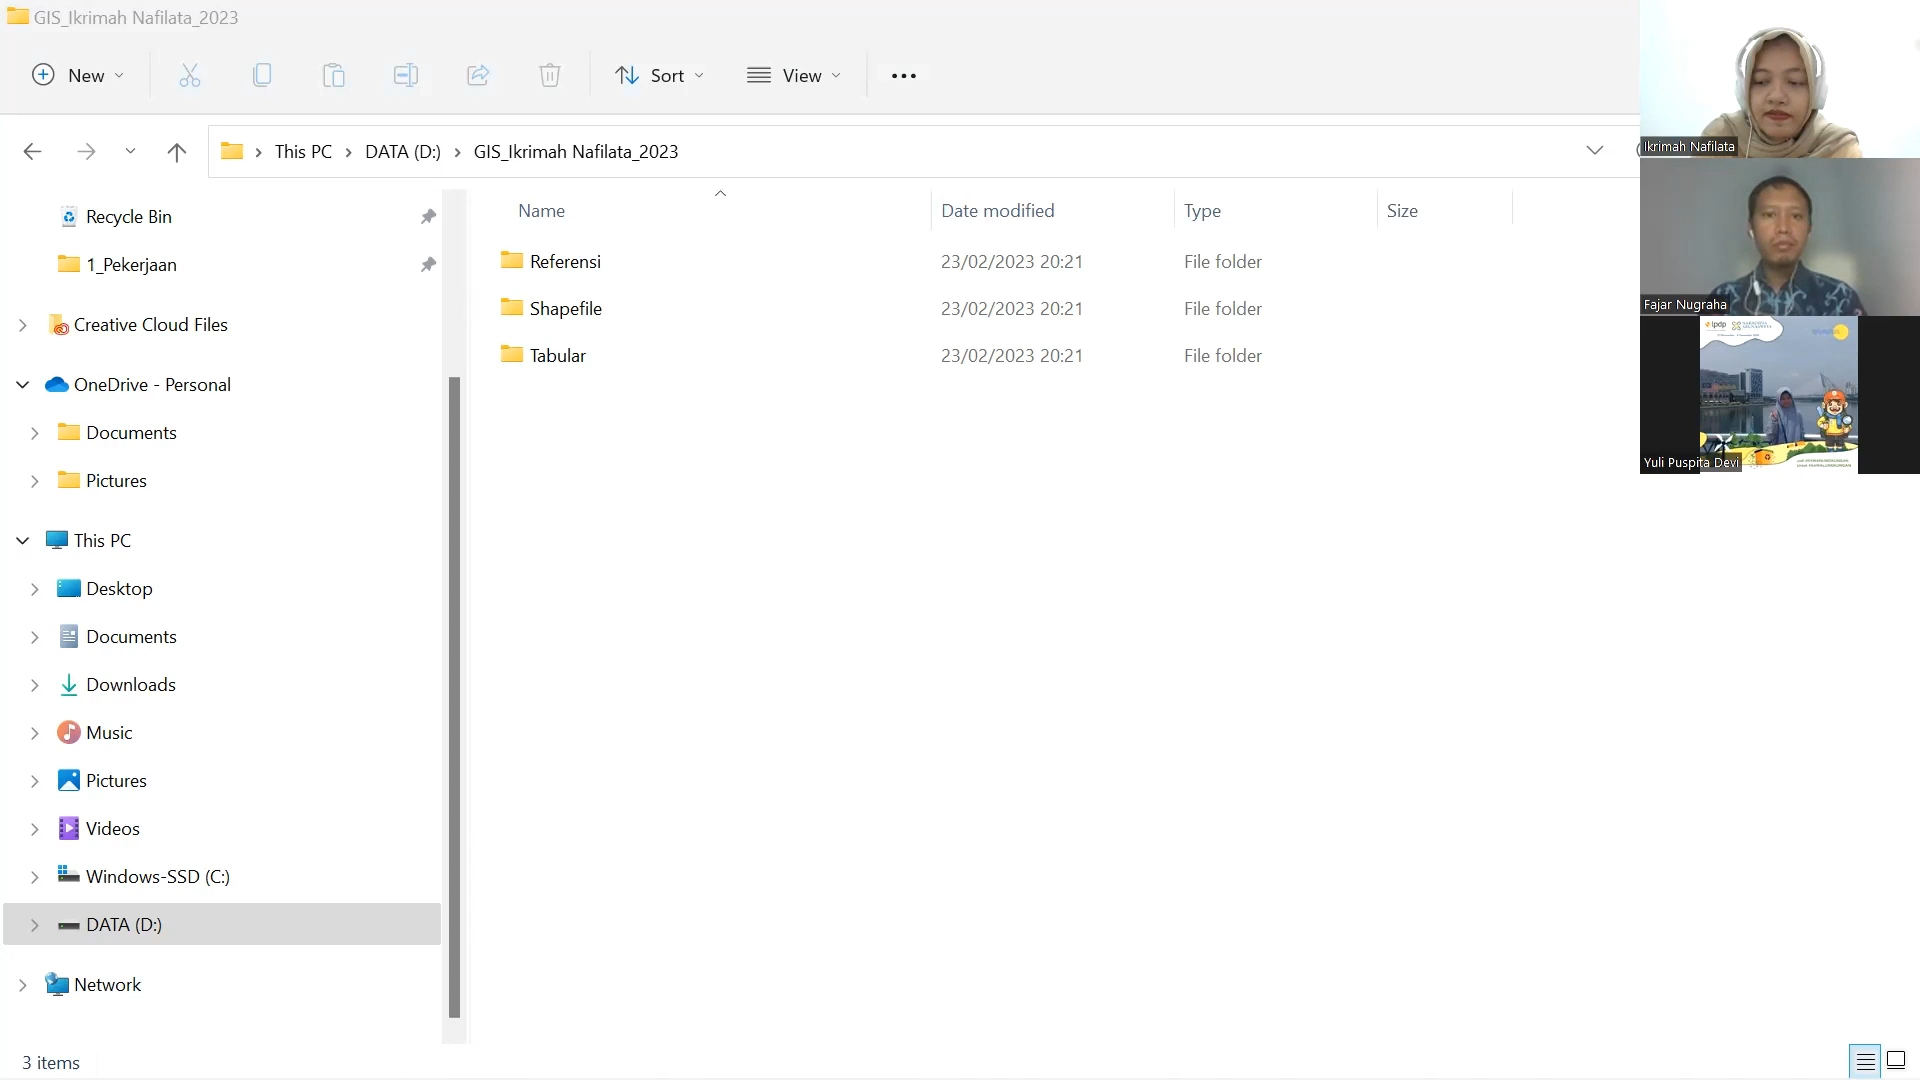 GIS_Ikrimah Nafilata_2023
New
Sort
View
This PC
DATA (D:)
GIS_Ikrimah Nafilata_2023
Recycle Bin
1_Pekerjaan
Creative Cloud Files
OneDrive - Personal
Documents
Pictures
This PC
Desktop
Documents
Downloads
Music
Pictures
Videos
Windows-SSD (C:)
DATA (D:)
Network
Name Date modified Type Size
Referensi 23/02/2023 20:21 File folder
Shapefile 23/02/2023 20:21 File folder
Tabular 23/02/2023 20:21 File folder
3 items
Ikrimah Nafilata
Fajar Nugraha
lpdp
Yuli Puspita Devi